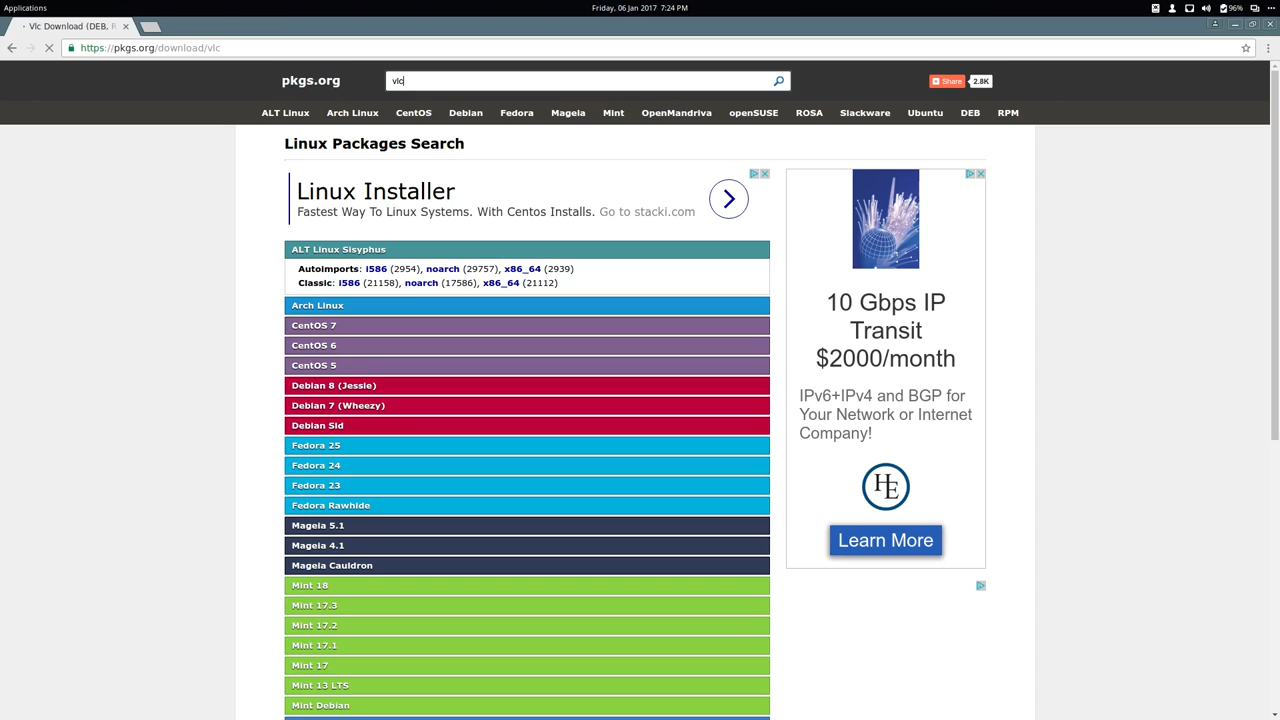 Applications
Friday, 06 Jan 2017 7:24 PM
96%
Vlc Download (DEB, R
https://pkgs.org/download/vlc
pkgs.org
vlc
Share
2.8K
ALT Linux Arch Linux CentOS Debian Fedora Mageia Mint OpenMandriva openSUSE ROSA Slackware Ubuntu DEB RPM
Linux Packages Search
Linux Installer
Fastest Way To Linux Systems. With Centos Installs. Go to stacki.com
ALT Linux Sisyphus
Autoimports: i586 (2954), noarch (29757), x86_64 (2939)
Classic: i586 (21158), noarch (17586), x86_64 (21112)
Arch Linux
CentOS 7
CentOS 6
CentOS 5
Debian 8 (Jessie)
Debian 7 (Wheezy)
Debian Sid
Fedora 25
Fedora 24
Fedora 23
Fedora Rawhide
Mageia 5.1
Mageia 4.1
Mageia Cauldron
Mint 18
Mint 17.3
Mint 17.2
Mint 17.1
Mint 17
Mint 13 LTS
Mint Debian
10 Gbps IP
Transit
$2000/month
IPv6+IPv4 and BGP for
Your Network or Internet
Company!
HE
Learn More